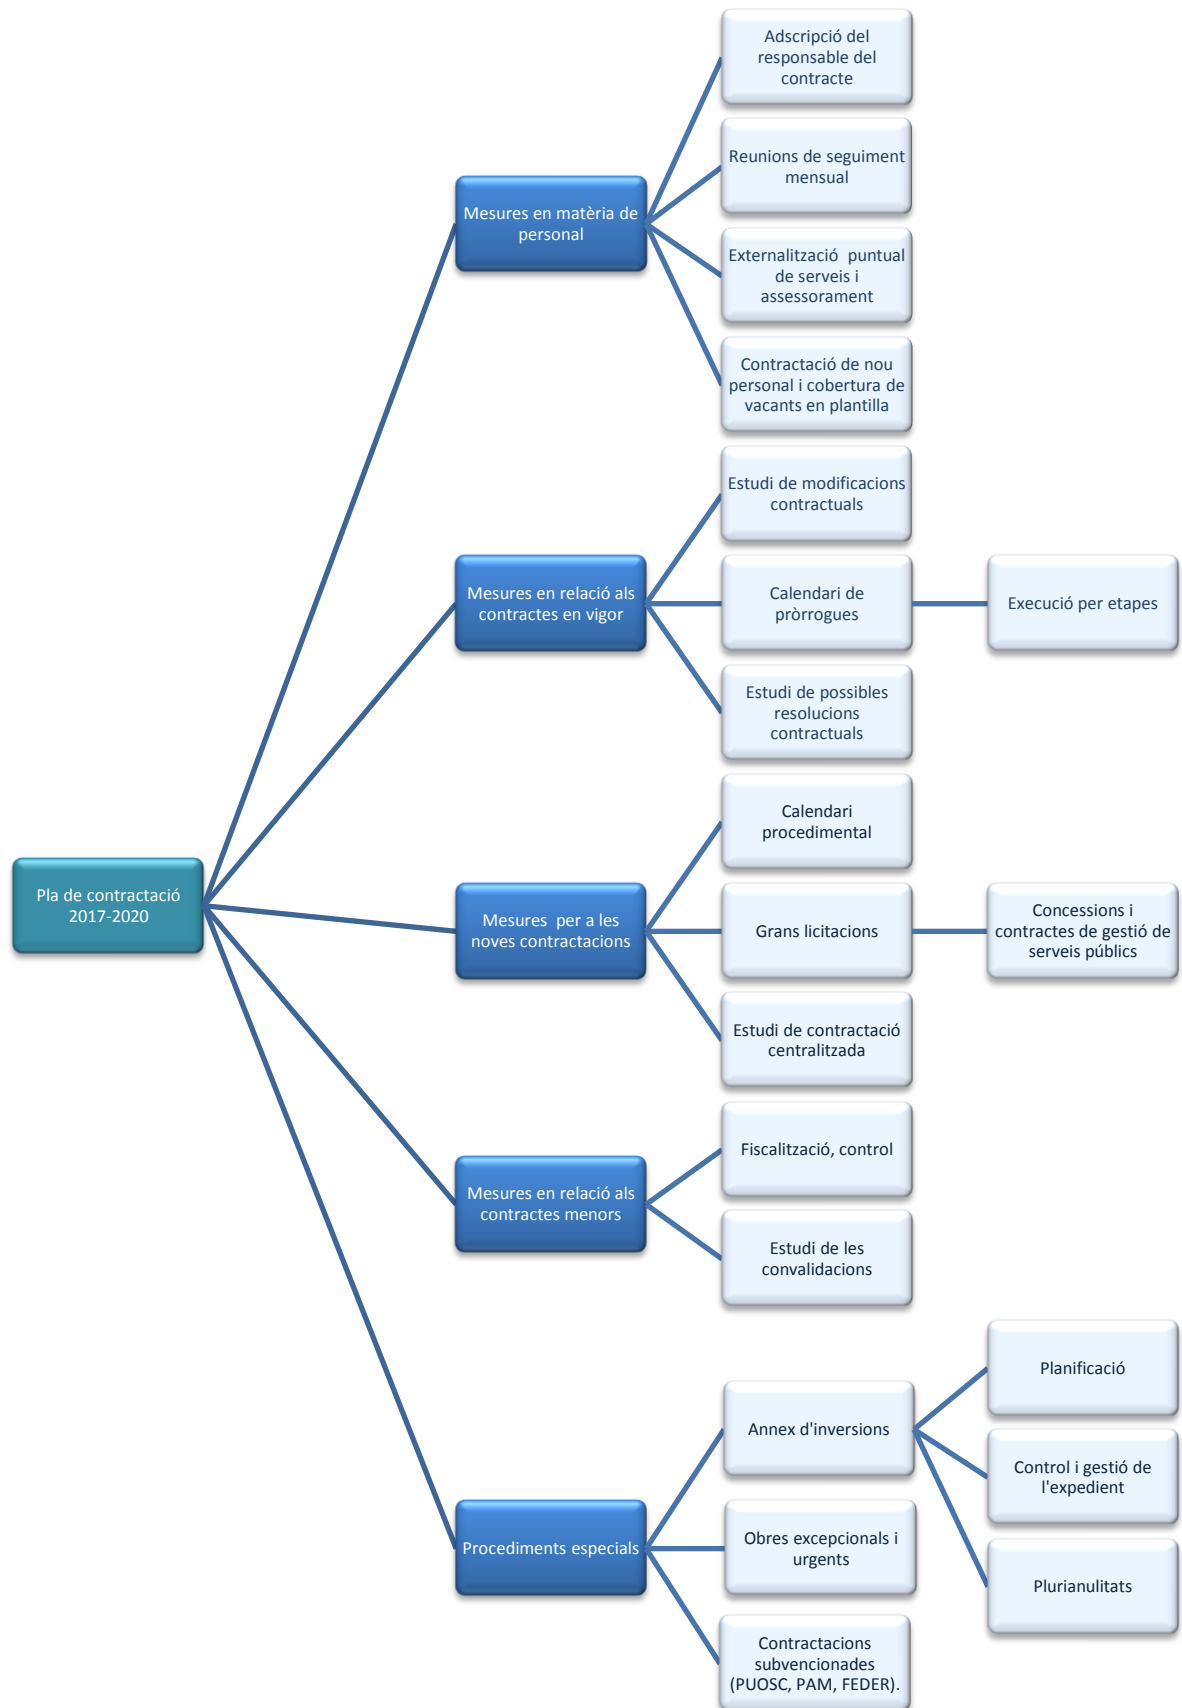 Pla de contractació
2017-2020
Mesures en matèria de
personal
Adscripció del
responsable del
contracte
Reunions de seguiment
mensual
Externalització puntual
de serveis i
assessorament
Contractació de nou
personal i cobertura de
vacants en plantilla
Mesures en relació als
contractes en vigor
Estudi de modificacions
contractuals
Calendari de
pròrrogues
Execució per etapes
Estudi de possibles
resolucions
contractuals
Mesures per a les
noves contractacions
Calendari
procedimental
Grans licitacions
Concessions i
contractes de gestió de
serveis públics
Estudi de contractació
centralitzada
Mesures en relació als
contractes menors
Fiscalització, control
Estudi de les
convalidacions
Procediments especials
Annex d'inversions
Planificació
Control i gestió de
l'expedient
Plurianulitats
Obres excepcionals i
urgents
Contractacions
subvencionades
(PUOSC, PAM, FEDER).